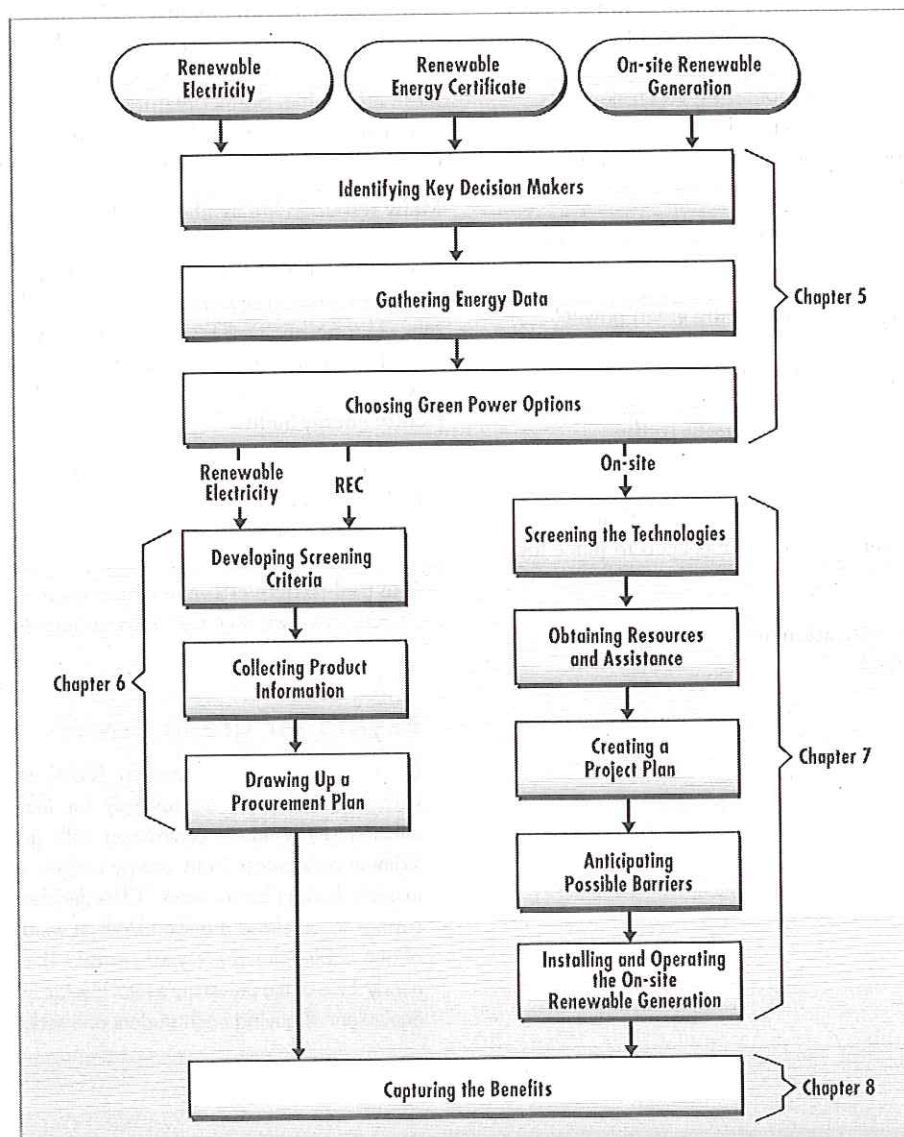 Renewable
Electricity
Renewable
Energy Certificate
On-site Renewable
Generation
Identifying Key Decision Makers
Gathering Energy Data
Choosing Green Power Options
Chapter 5
Renewable
Electricity
REC
On-site
Developing Screening
Criteria
Collecting Product
Information
Drawing Up a
Procurement Plan
Chapter 6
Screening the Technologies
Obtaining Resources
and Assistance
Creating a
Project Plan
Anticipating
Possible Barriers
Installing and Operating
the On-site
Renewable Generation
Chapter 7
Capturing the Benefits
Chapter 8